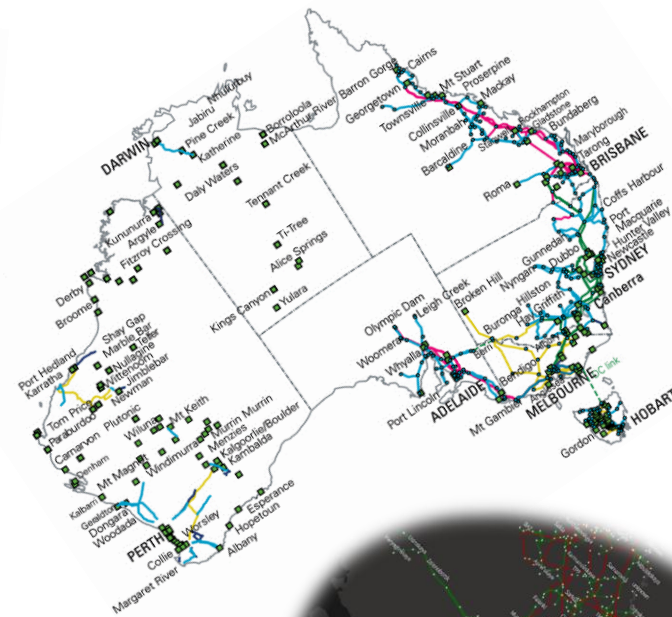 Nhulunbuy
Jabiru
Pine Creek
DARWIN
Katherine
Borroloola
McArthur River
Daly Waters
Tennant Creek
Ti-Tree
Alice Springs
Kings Canyon
Yulara
Kununurra
Argyle
Fitzroy Crossing
Derby
Broome
Shay Gap
Marble Bar
Telfer
Nullagine
Wittenoom
Jimblebar
Newman
Port Hedland
Karratha
Tom Price
Paraburdoo
Plutonic
Carnarvon
Denham
Wiluna
Mt Keith
Murrin Murrin
Menzies
Kalgoorlie/Boulder
Kambalda
Windimurra
Mt Magnet
Kalbarri
Geraldton
Dongara
Woodada
PERTH
Worsley
Collie
Margaret River
Albany
Hopetoun
Esperance
Barron Gorge
Cairns
Georgetown
Mt Stuart
Proserpine
Mackay
Townsville
Collinsville
Moranbah
Barcaldine
Rockhampton
Gladstone
Bundaberg
Maryborough
Tarong
BRISBANE
Roma
Coffs Harbour
Port
Macquarie
Hunter Valley
Newcastle
SYDNEY
Gunnedah
Dubbo
Nyngan
Canberra
Hillston
Griffith
Hay
Buronga
Broken Hill
Leigh Creek
Olympic Dam
Woomera
Whyalla
Port Lincoln
ADELAIDE
Mt Gambier
Bendigo
MELBOURNE
DC link
HOBART
Gordon